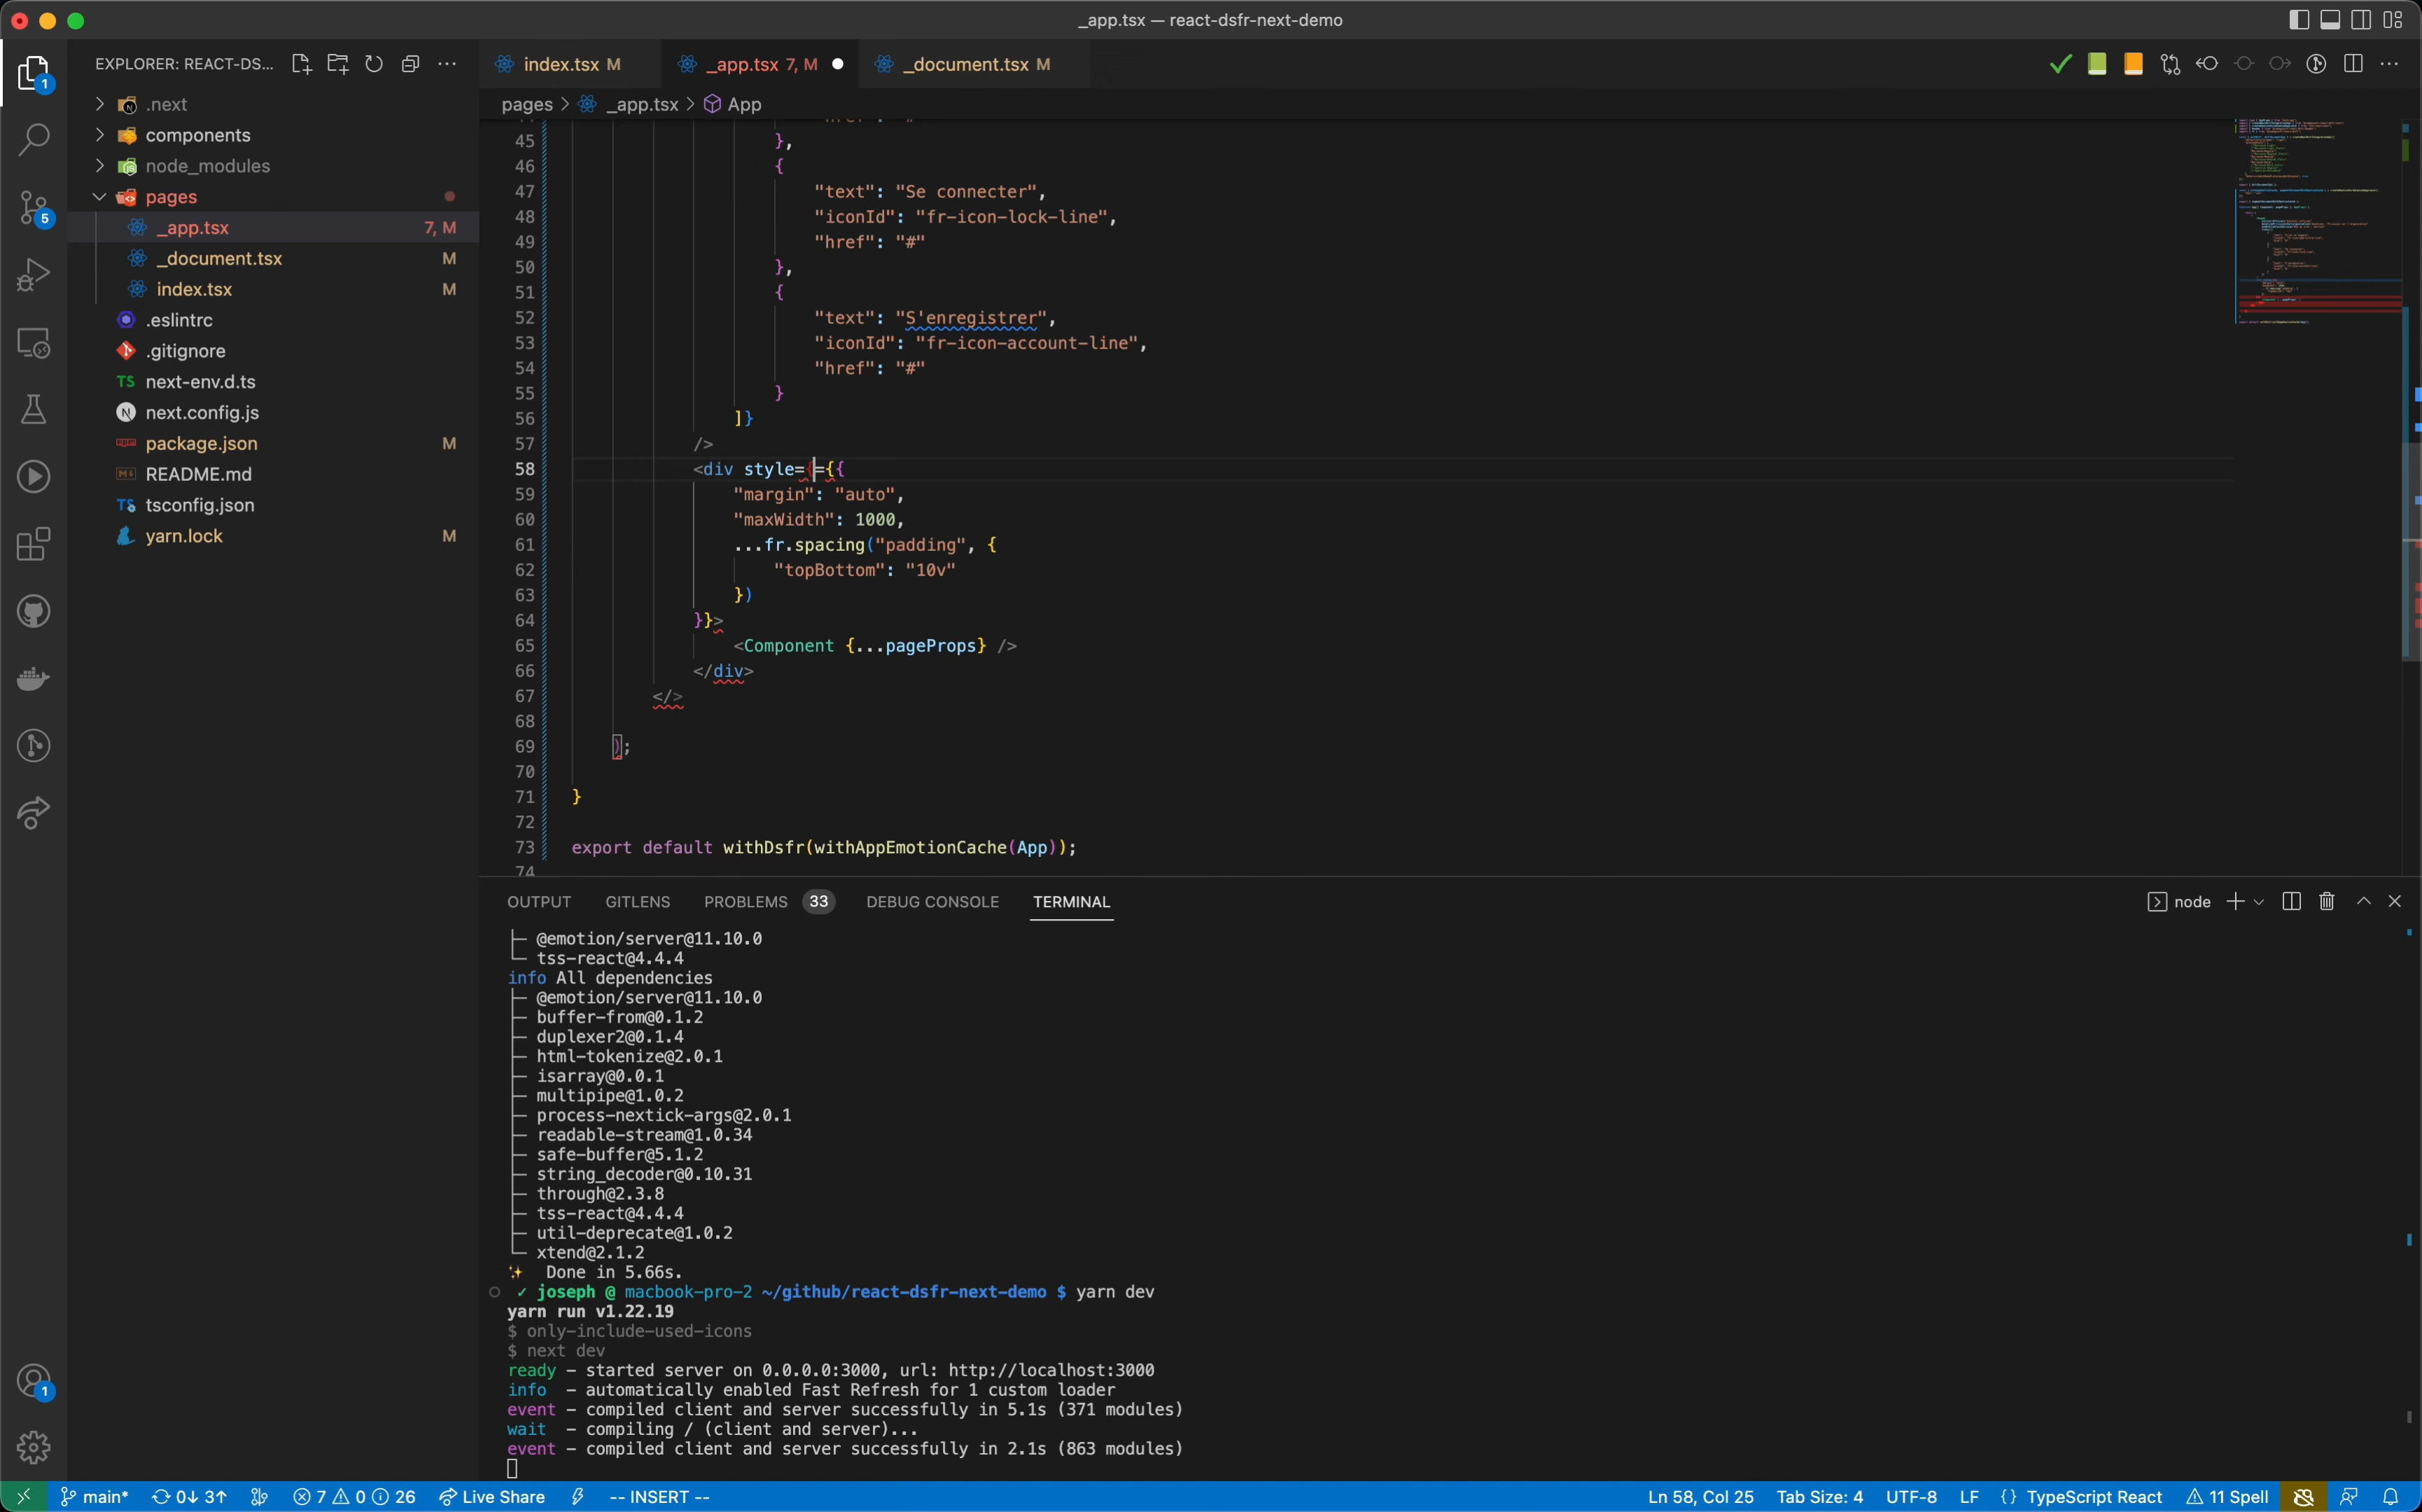 _app.tsx — react-dsfr-next-demo
EXPLORER: REACT-DS...
index.tsx M
_app.tsx 7, M
_document.tsx M
pages > _app.tsx > App
1
5
.next
components
node_modules
pages
_app.tsx 7, M
_document.tsx M
index.tsx M
.eslintrc
.gitignore
TS next-env.d.ts
N next.config.js
package.json M
README.md
TS tsconfig.json
yarn.lock M
45 },
46 {
47 "text": "Se connecter",
48 "iconId": "fr-icon-lock-line",
49 "href": "#"
50 },
51 {
52 "text": "S'enregistrer",
53 "iconId": "fr-icon-account-line",
54 "href": "#"
55 }
56 ]}
57 />
58 <div style={={{
59 "margin": "auto",
60 "maxWidth": 1000,
61 ...fr.spacing("padding", {
62 "topBottom": "10v"
63 })
64 }}>
65 <Component {...pageProps} />
66 </div>
67 </>
68
69 );
70
71 }
72
73 export default withDsfr(withAppEmotionCache(App));
74
OUTPUT GITLENS PROBLEMS 33 DEBUG CONSOLE TERMINAL
node
├─ @emotion/server@11.10.0
└─ tss-react@4.4.4
info All dependencies
├─ @emotion/server@11.10.0
├─ buffer-from@0.1.2
├─ duplexer2@0.1.4
├─ html-tokenize@2.0.1
├─ isarray@0.0.1
├─ multipipe@1.0.2
├─ process-nextick-args@2.0.1
├─ readable-stream@1.0.34
├─ safe-buffer@5.1.2
├─ string_decoder@0.10.31
├─ through@2.3.8
├─ tss-react@4.4.4
├─ util-deprecate@1.0.2
└─ xtend@2.1.2
✨ Done in 5.66s.
✓ joseph @ macbook-pro-2 ~/github/react-dsfr-next-demo $ yarn dev
yarn run v1.22.19
$ only-include-used-icons
$ next dev
ready - started server on 0.0.0.0:3000, url: http://localhost:3000
info - automatically enabled Fast Refresh for 1 custom loader
event - compiled client and server successfully in 5.1s (371 modules)
wait - compiling / (client and server)...
event - compiled client and server successfully in 2.1s (863 modules)
1
main* 0↓ 3↑ 7 0 26 Live Share -- INSERT -- Ln 58, Col 25 Tab Size: 4 UTF-8 LF {} TypeScript React 11 Spell